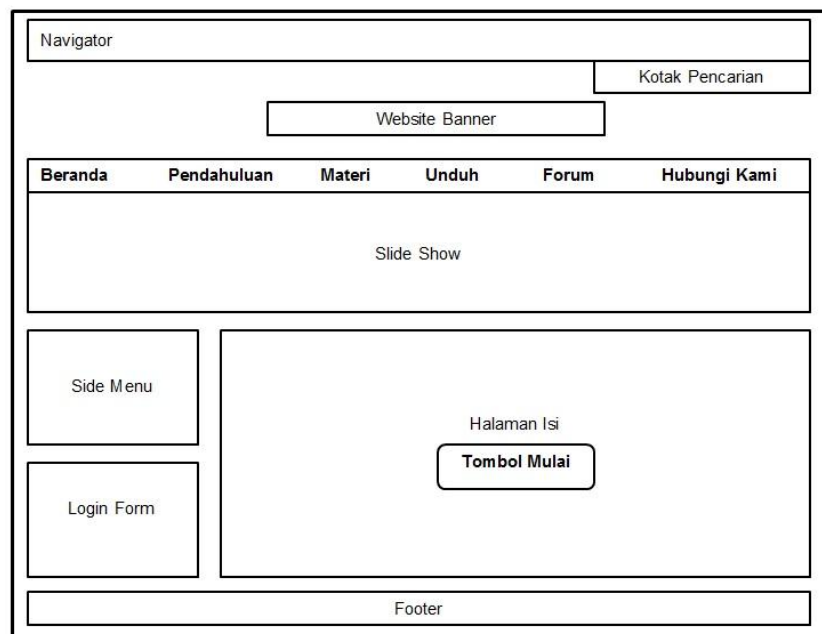 Navigator
Kotak Pencarian
Website Banner
Beranda Pendahuluan Materi Unduh Forum Hubungi Kami
Slide Show
Side Menu
Halaman Isi
Tombol Mulai
Login Form
Footer